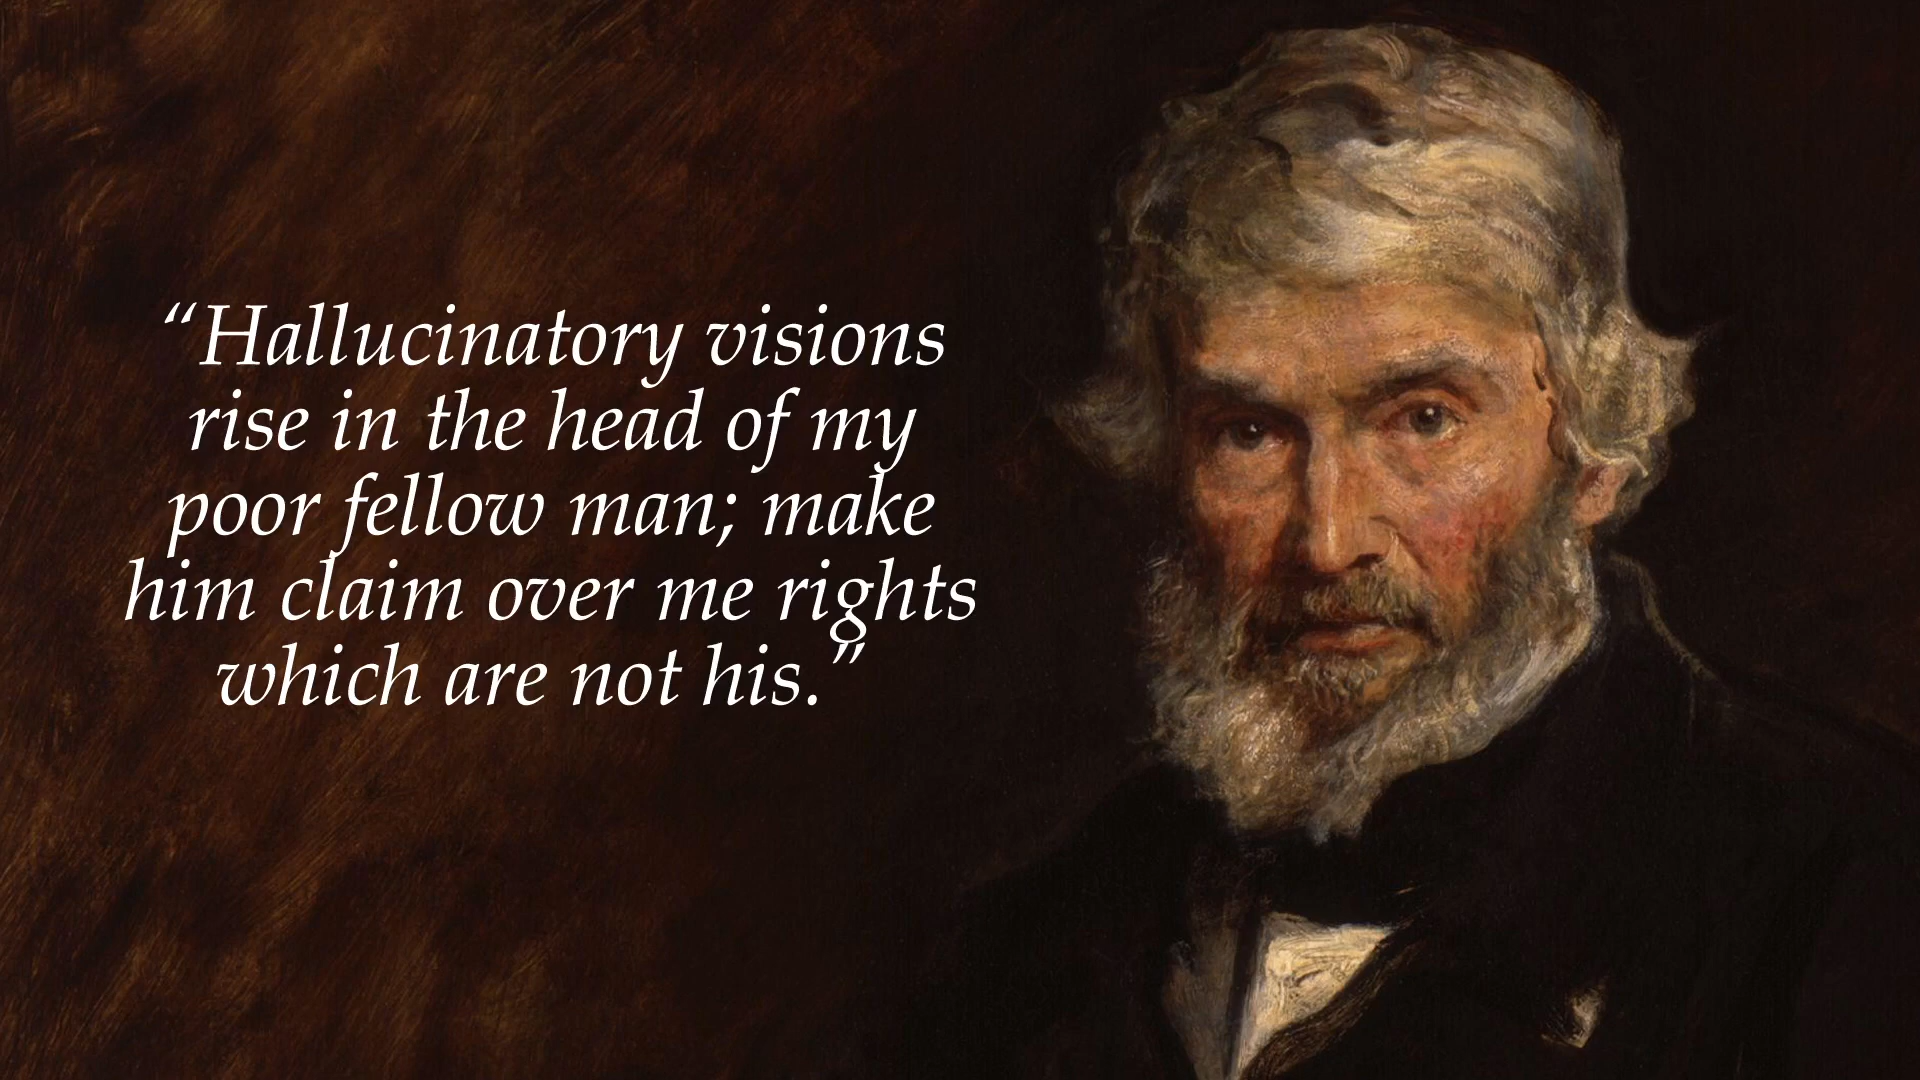 “Hallucinatory visions
rise in the head of my
poor fellow man; make
him claim over me rights
which are not his.”